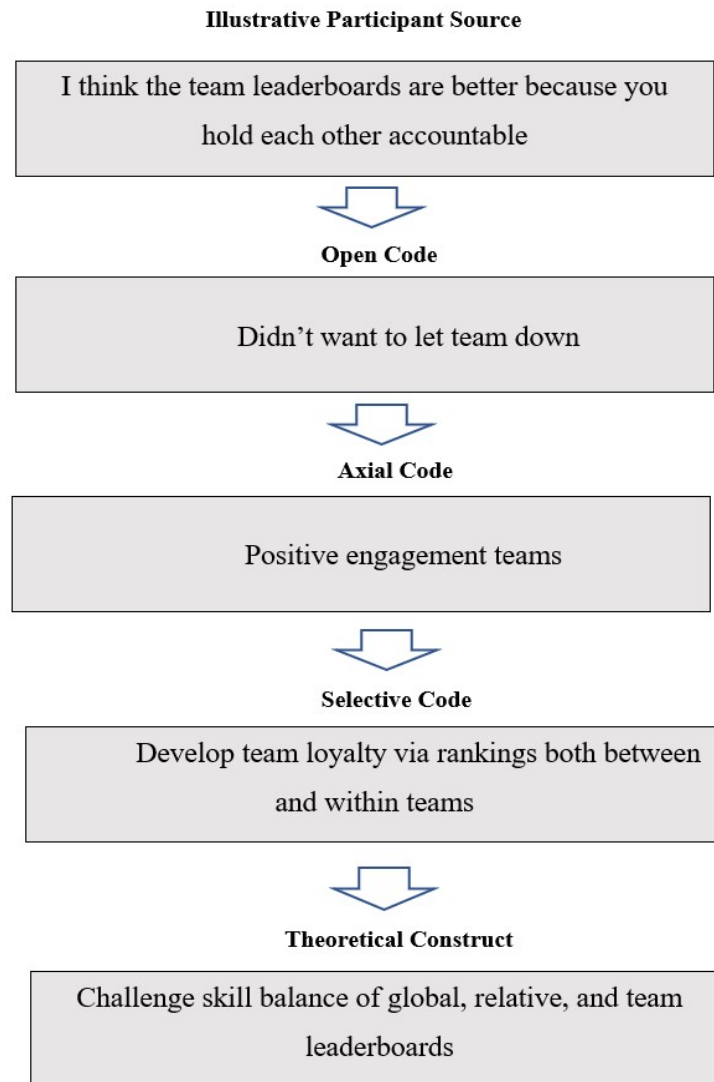 Illustrative Participant Source
I think the team leaderboards are better because you
hold each other accountable
Open Code
Didn’t want to let team down
Axial Code
Positive engagement teams
Selective Code
Develop team loyalty via rankings both between
and within teams
Theoretical Construct
Challenge skill balance of global, relative, and team
leaderboards